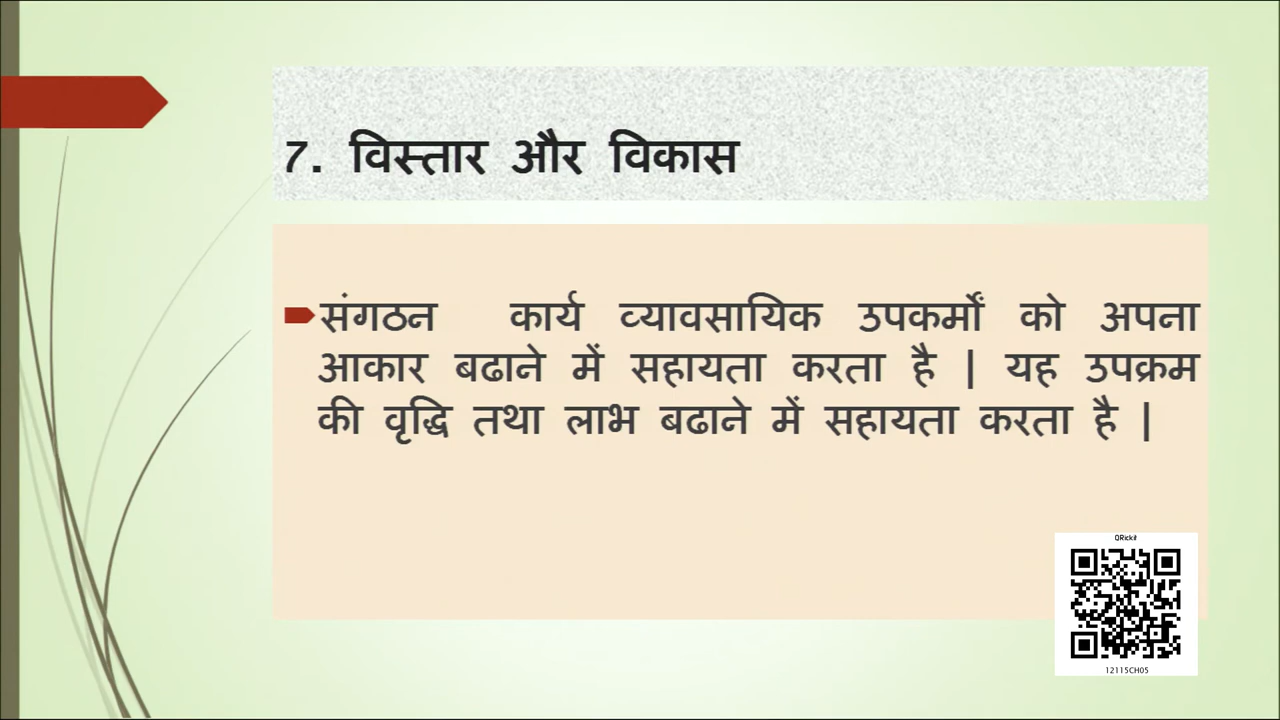 7. विस्तार और विकास
संगठन कार्य व्यावसायिक उपकर्मों को अपना
आकार बढाने में सहायता करता है | यह उपक्रम
की वृद्धि तथा लाभ बढाने में सहायता करता है |
QRickit
12115CH05